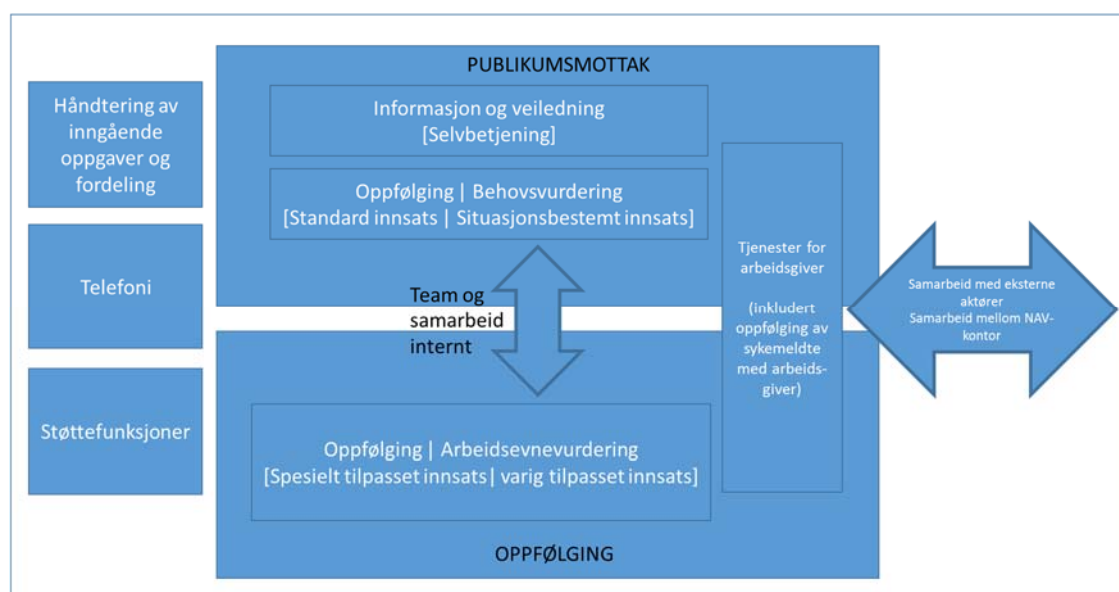 PUBLIKUMSMOTTAK
Håndtering av
inngående
oppgaver og
fordeling
Telefoni
Støttefunksjoner
Informasjon og veiledning
[Selvbetjening]
Oppfølging | Behovsvurdering
[Standard innsats | Situasjonsbestemt innsats]
Team og
samarbeid
internt
Oppfølging | Arbeidsevnevurdering
[Spesielt tilpasset innsats| varig tilpasset innsats]
OPPFØLGING
Tjenester for
arbeidsgiver
(inkludert
oppfølging av
sykemeldte
med arbeids-
giver)
Samarbeid med eksterne
aktører
Samarbeid mellom NAV-
kontor